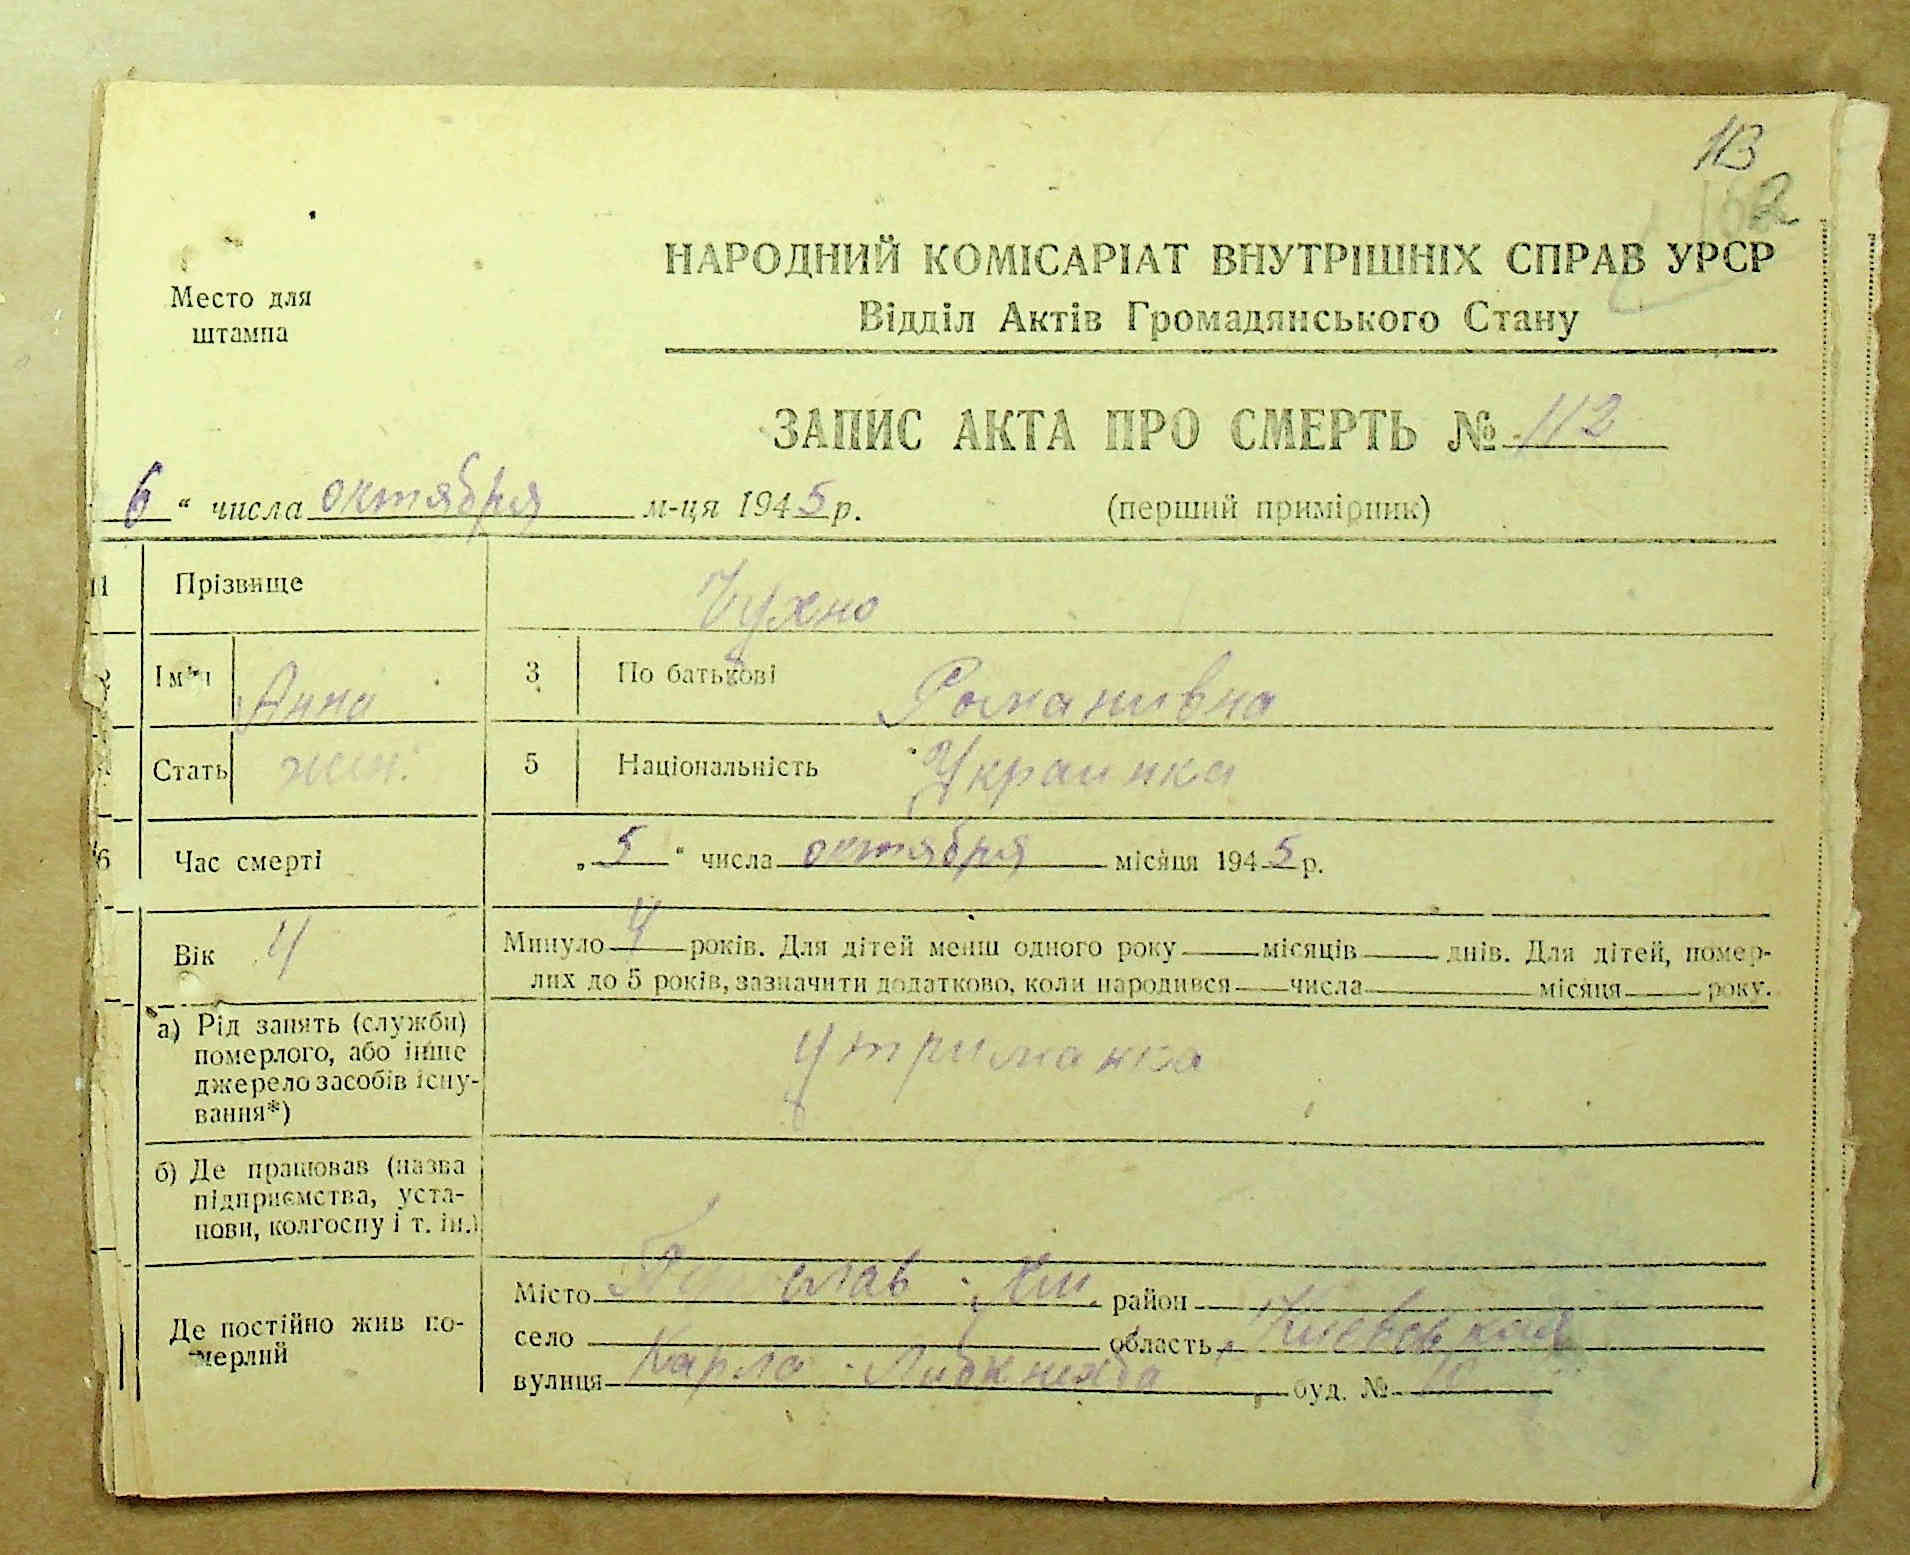 113
162
Место для
штампа
НАРОДНИЙ КОМІСАРІАТ ВНУТРІШНІХ СПРАВ УРСР
Відділ Актів Громадянського Стану
ЗАПИС АКТА ПРО СМЕРТЬ № 112
6 “ числа октября м-ця 1945 р. (перший примірник)
1 Прізвище Чухно
2 Ім'я Анна 3 По батькові Романивна
Стать жен. 5 Національність Украинка
6 Час смерті „5“ числа октября місяця 1945 р.
Вік 4 Минуло 4 років. Для дітей менш одного року місяців днів. Для дітей, помер-
лих до 5 років, зазначити додатково, коли народився числа місяця року.
а) Рід занять (служби) утриманка
померлого, або інше
джерело засобів існу-
вання*)
б) Де працював (назва
підприємства, уста-
нови, колгоспу і т. ін.)
Де постійно жив по-
мерлий
Місто район
село область Киевская
вулиця Карла Либкнехта буд. № 10